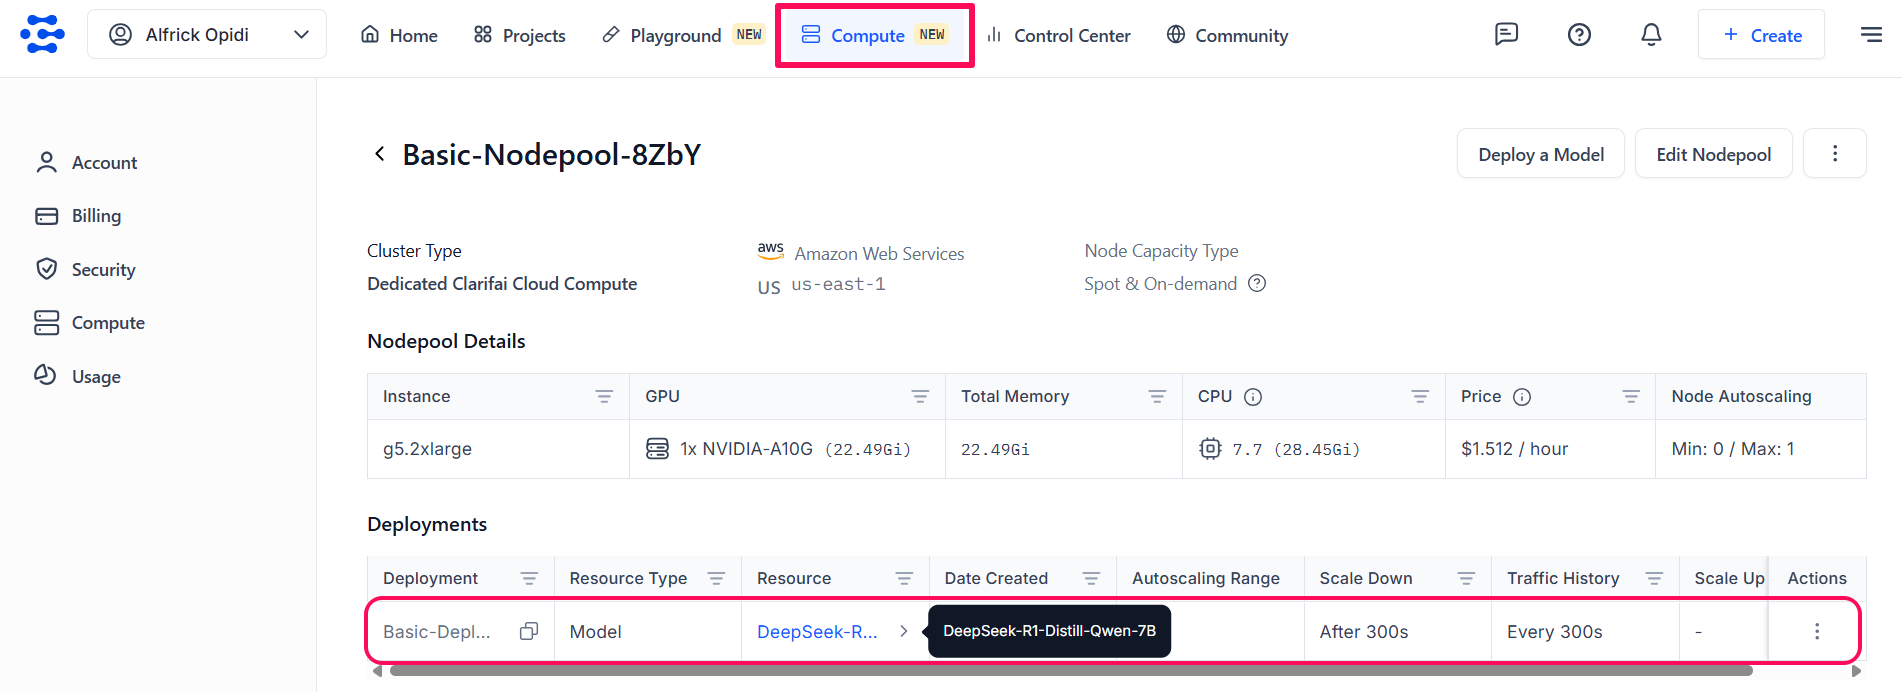 Alfrick Opidi
Home
Projects
Playground NEW
Compute NEW
Control Center
Community
+ Create
Account
Billing
Security
Compute
Usage
Basic-Nodepool-8ZbY
Deploy a Model
Edit Nodepool
Cluster Type
Dedicated Clarifai Cloud Compute
aws Amazon Web Services
US us-east-1
Node Capacity Type
Spot & On-demand
Nodepool Details
Instance GPU Total Memory CPU Price Node Autoscaling
g5.2xlarge 1x NVIDIA-A10G (22.49Gi) 22.49Gi 7.7 (28.45Gi) $1.512 / hour Min: 0 / Max: 1
Deployments
Deployment Resource Type Resource Date Created Autoscaling Range Scale Down Traffic History Scale Up Actions
Basic-Depl... Model DeepSeek-R... DeepSeek-R1-Distill-Qwen-7B After 300s Every 300s -